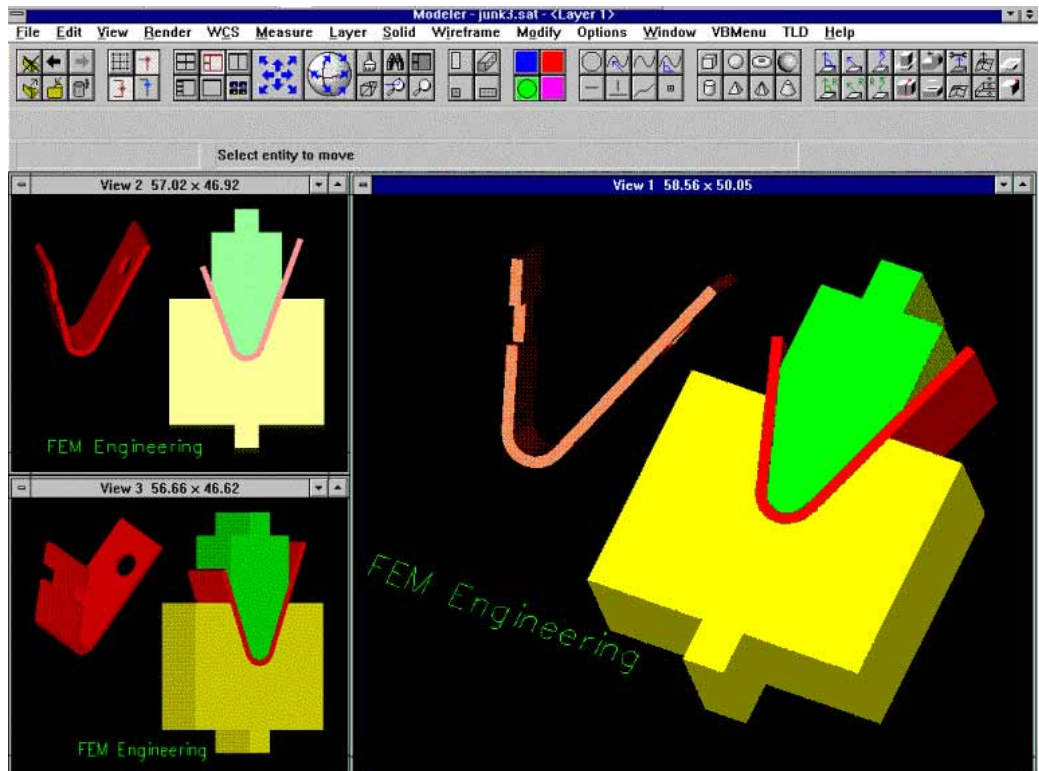 Modeler - junk3.sat - <Layer 1>
File Edit View Render WCS Measure Layer Solid Wireframe Modify Options Window VBMenu TLD Help
Select entity to move
View 2 57.02 x 46.92
View 1 58.56 x 50.05
FEM Engineering
View 3 56.66 x 46.62
FEM Engineering
FEM Engineering